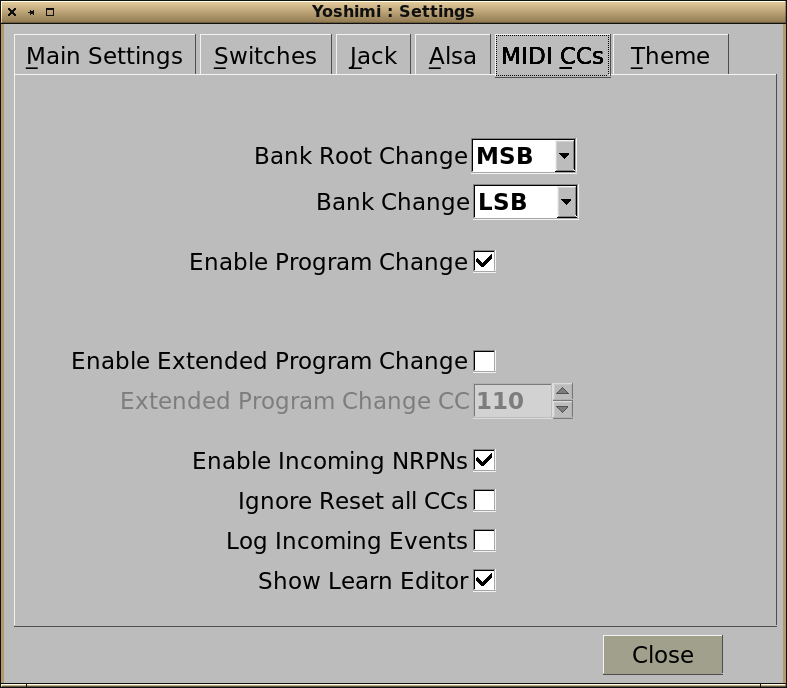 Yoshimi : Settings
Main Settings Switches Jack Alsa MIDI CCs Theme
Bank Root Change MSB
Bank Change LSB
Enable Program Change
Enable Extended Program Change
Extended Program Change CC 110
Enable Incoming NRPNs
Ignore Reset all CCs
Log Incoming Events
Show Learn Editor
Close